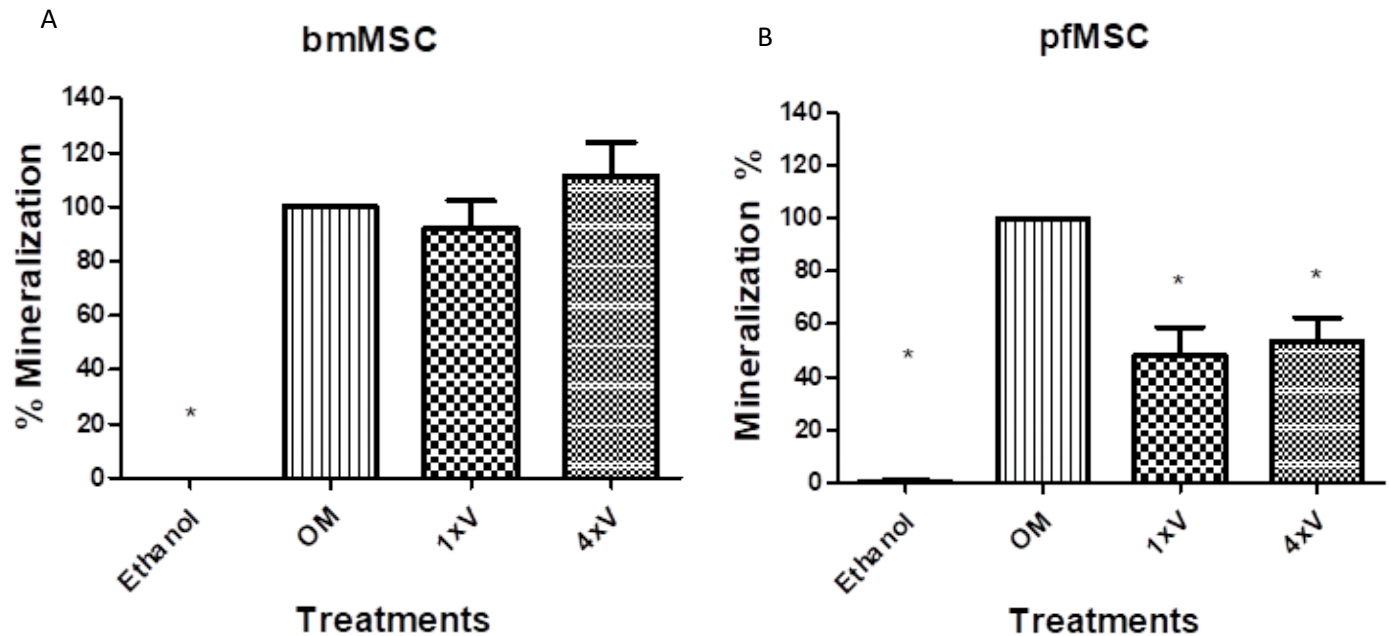 A
bmMSC
% Mineralization
140
120
100
80
60
40
20
0
*
Ethanol
OM
1xV
4xV
Treatments
B
pfMSC
Mineralization %
140
120
100
80
60
40
20
0
*
*
*
Ethanol
OM
1xV
4xV
Treatments